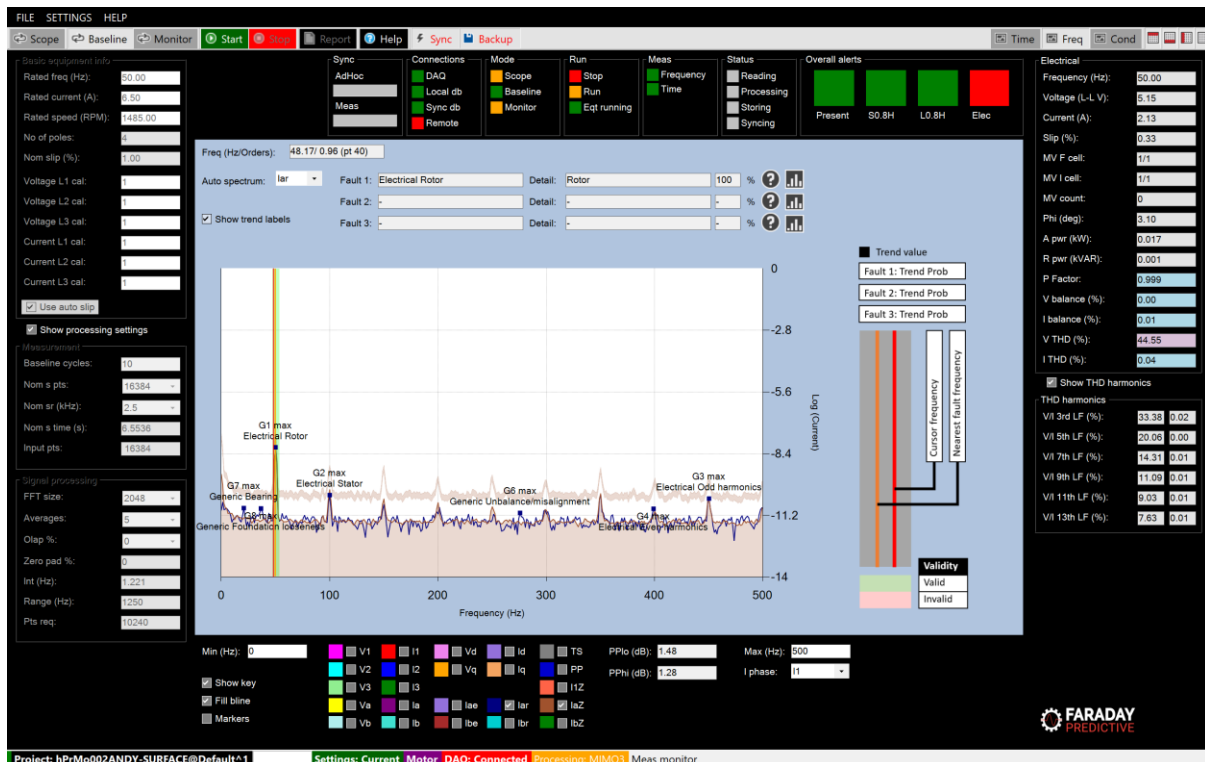 FILE SETTINGS HELP
Scope Baseline Monitor Start Stop Report Help Sync Backup Time Freq Cond
Basic equipment info
Rated freq (Hz): 50.00
Rated current (A): 6.50
Rated speed (RPM): 1485.00
No of poles: 4
Nom slip (%): 1.00
Voltage L1 cal: 1
Voltage L2 cal: 1
Voltage L3 cal: 1
Current L1 cal: 1
Current L2 cal: 1
Current L3 cal: 1
Use auto slip
Show processing settings
Measurement
Baseline cycles: 10
Nom s pts: 16384
Nom sr (kHz): 2.5
Nom s time (s): 6.5536
Input pts: 16384
Signal processing
FFT size: 2048
Averages: 5
Olap %: 0
Zero pad %: 0
Int (Hz): 1.221
Range (Hz): 1250
Pts req: 10240
Sync
AdHoc
Meas
Connections
DAQ
Local db
Sync db
Remote
Mode
Scope
Baseline
Monitor
Run
Stop
Run
Eqt running
Meas
Frequency
Time
Status
Reading
Processing
Storing
Syncing
Overall alerts
Present S0.8H L0.8H Elec
Freq (Hz/Orders): 48.17/ 0.96 (pt 40)
Auto spectrum: Iar Fault 1: Electrical Rotor Detail: Rotor 100 %
Fault 2: - Detail: - - %
Show trend labels Fault 3: - Detail: - - %
Trend value
Fault 1: Trend Prob
Fault 2: Trend Prob
Fault 3: Trend Prob
Cursor frequency
Nearest fault frequency
Validity
Valid
Invalid
0
-2.8
-5.6
-8.4
-11.2
-14
Log (Current)
G1 max
Electrical Rotor
G2 max
Electrical Stator
G7 max
Generic Bearing
G8 max
Generic Foundation looseness
G6 max
Generic Unbalance/misalignment
G3 max
Electrical Odd harmonics
G4 max
Electrical Even harmonics
0 100 200 300 400 500
Frequency (Hz)
Min (Hz): 0
Show key
Fill bline
Markers
V1 I1 Vd Id TS
V2 I2 Vq Iq PP
V3 I3 I1Z
Va Ia Iae Iar IaZ
Vb Ib Ibe Ibr IbZ
PPlo (dB): 1.48 Max (Hz): 500
PPhi (dB): 1.28 I phase: I1
Electrical
Frequency (Hz): 50.00
Voltage (L-L V): 5.15
Current (A): 2.13
Slip (%): 0.33
MV F cell: 1/1
MV I cell: 1/1
MV count: 0
Phi (deg): 3.10
A pwr (kW): 0.017
R pwr (kVAR): 0.001
P Factor: 0.999
V balance (%): 0.00
I balance (%): 0.01
V THD (%): 44.55
I THD (%): 0.04
Show THD harmonics
THD harmonics
V/I 3rd LF (%): 33.38 0.02
V/I 5th LF (%): 20.06 0.00
V/I 7th LF (%): 14.31 0.01
V/I 9th LF (%): 11.09 0.01
V/I 11th LF (%): 9.03 0.01
V/I 13th LF (%): 7.63 0.01
FARADAY
PREDICTIVE
Project: hPrMo002ANDY-SURFACE@Default^1 Settings: Current Motor DAQ: Connected Processing: MIMO3 Meas monitor